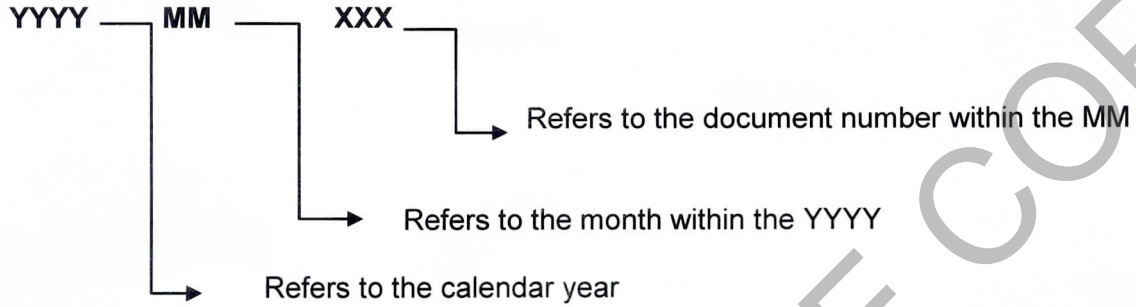 YYYY MM XXX
Refers to the document number within the MM
Refers to the month within the YYYY
Refers to the calendar year